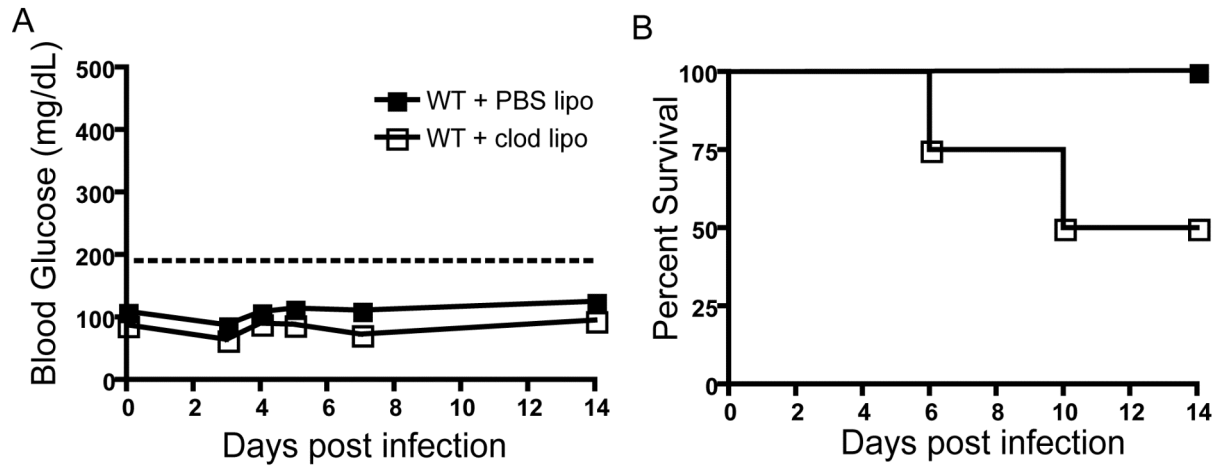 A
Blood Glucose (mg/dL)
500
400
300
200
100
0
WT + PBS lipo
WT + clod lipo
0 2 4 6 8 10 12 14
Days post infection
B
Percent Survival
100
75
50
25
0
0 2 4 6 8 10 12 14
Days post infection